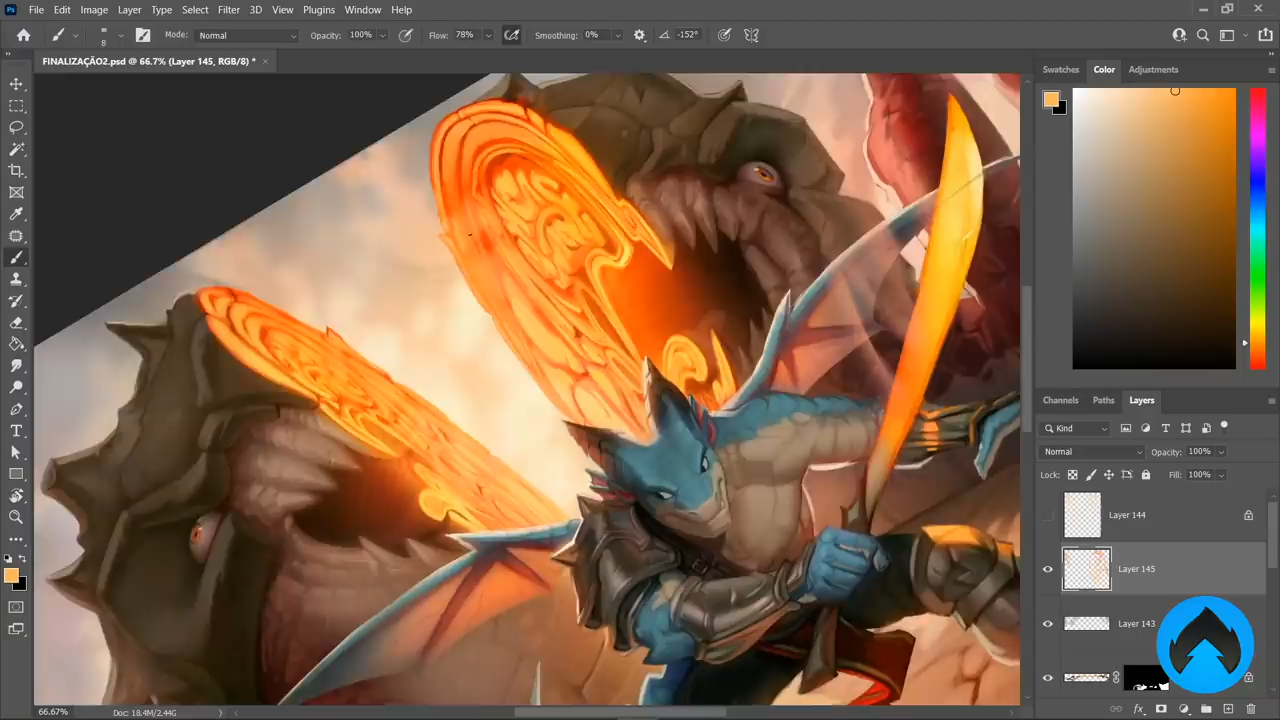 Ps File Edit Image Layer Type Select Filter 3D View Plugins Window Help
8 Mode: Normal Opacity: 100% Flow: 78% Smoothing: 0% -152°
FINALIZAÇÃO2.psd @ 66.7% (Layer 145, RGB/8) * ×
Swatches Color Adjustments
Channels Paths Layers
Kind
Normal Opacity: 100%
Lock: Fill: 100%
Layer 144
Layer 145
Layer 143
66.67% Doc: 18.4M/2.44G